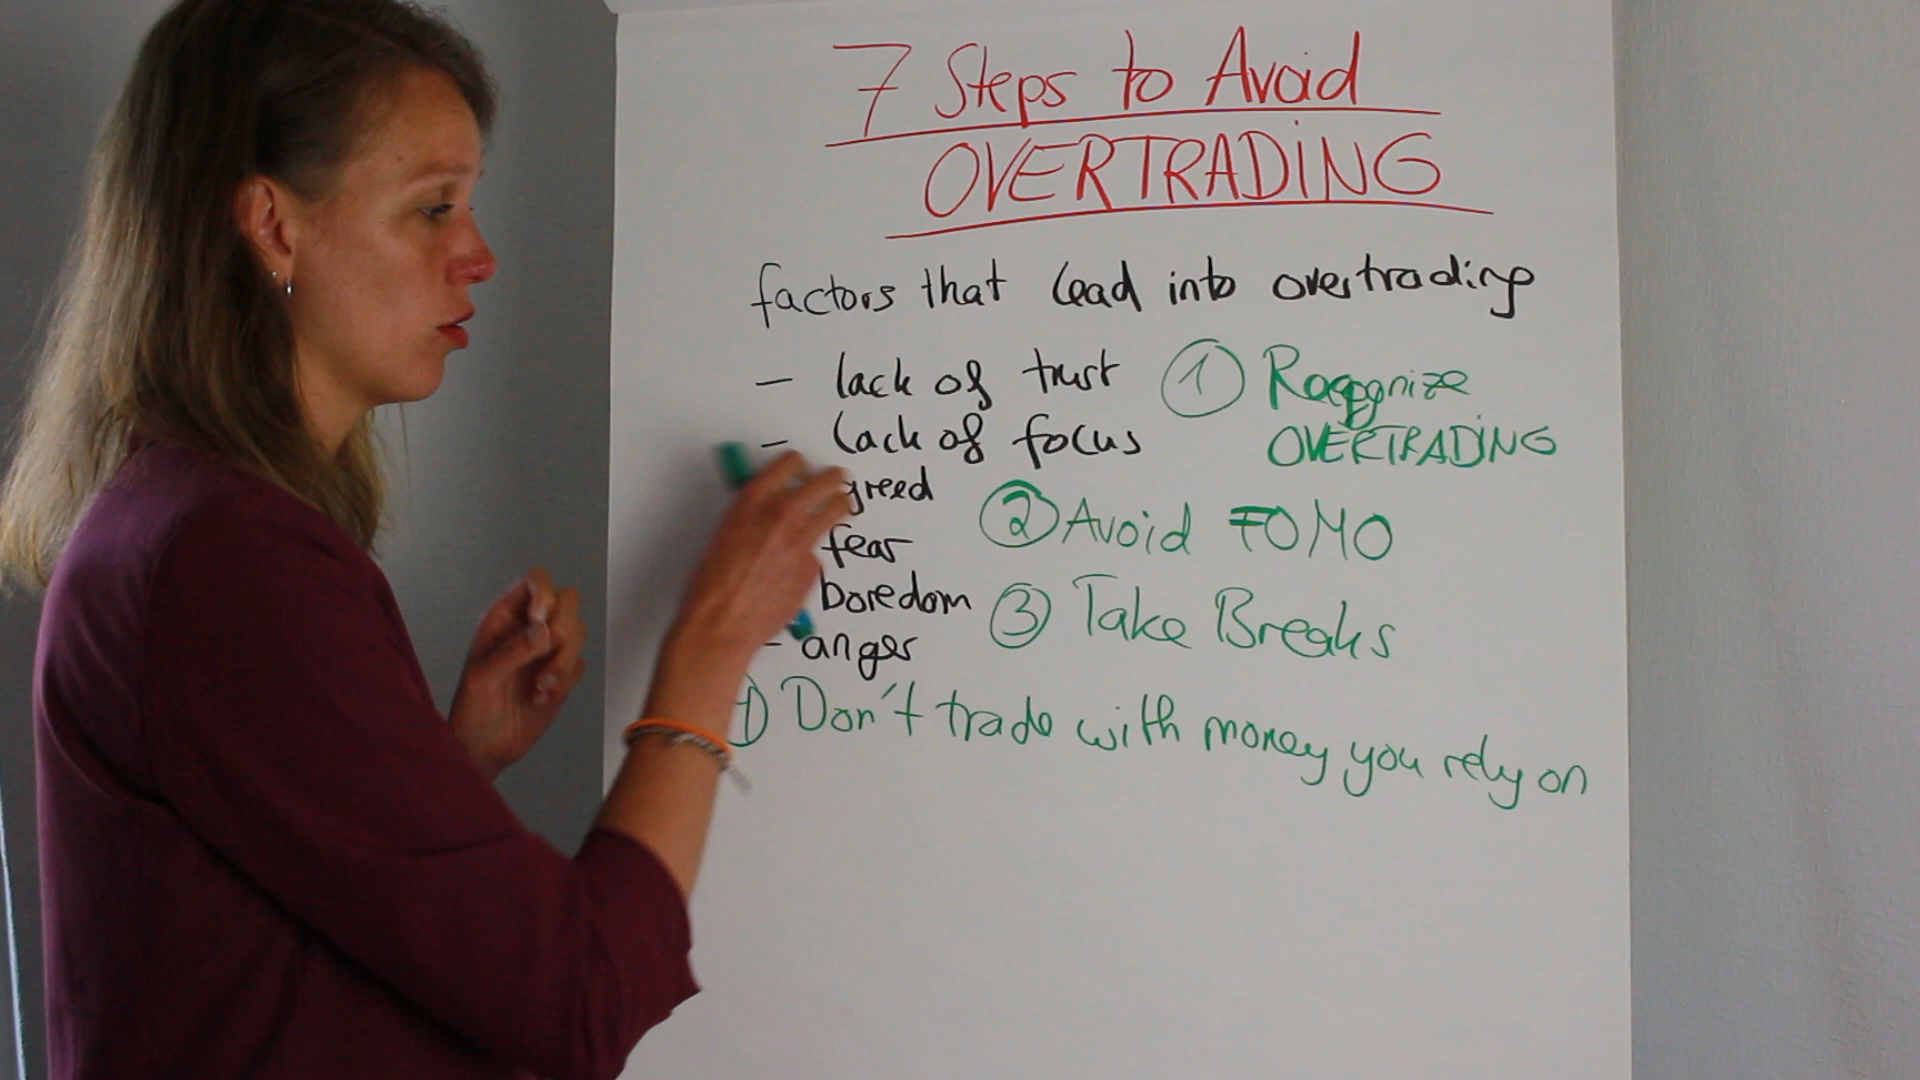 7 Steps to Avoid
OVERTRADING
factors that lead into overtrading
- lack of trust
- lack of focus
greed
fear
boredom
- anger
① Recognize
OVERTRADING
② Avoid FOMO
③ Take Breaks
Don't trade with money you rely on